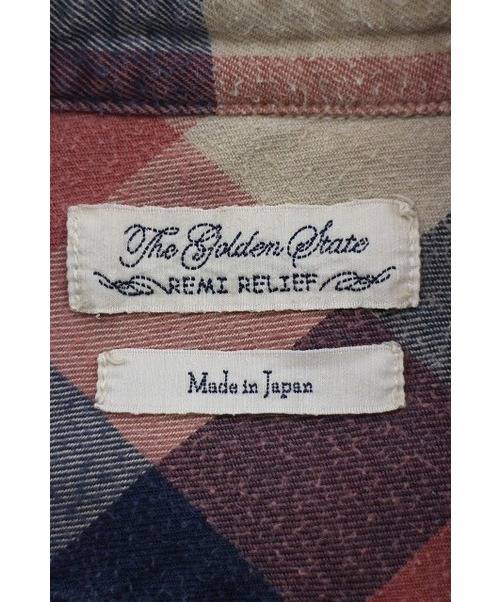 The Golden State
REMI RELIEF
Made in Japan